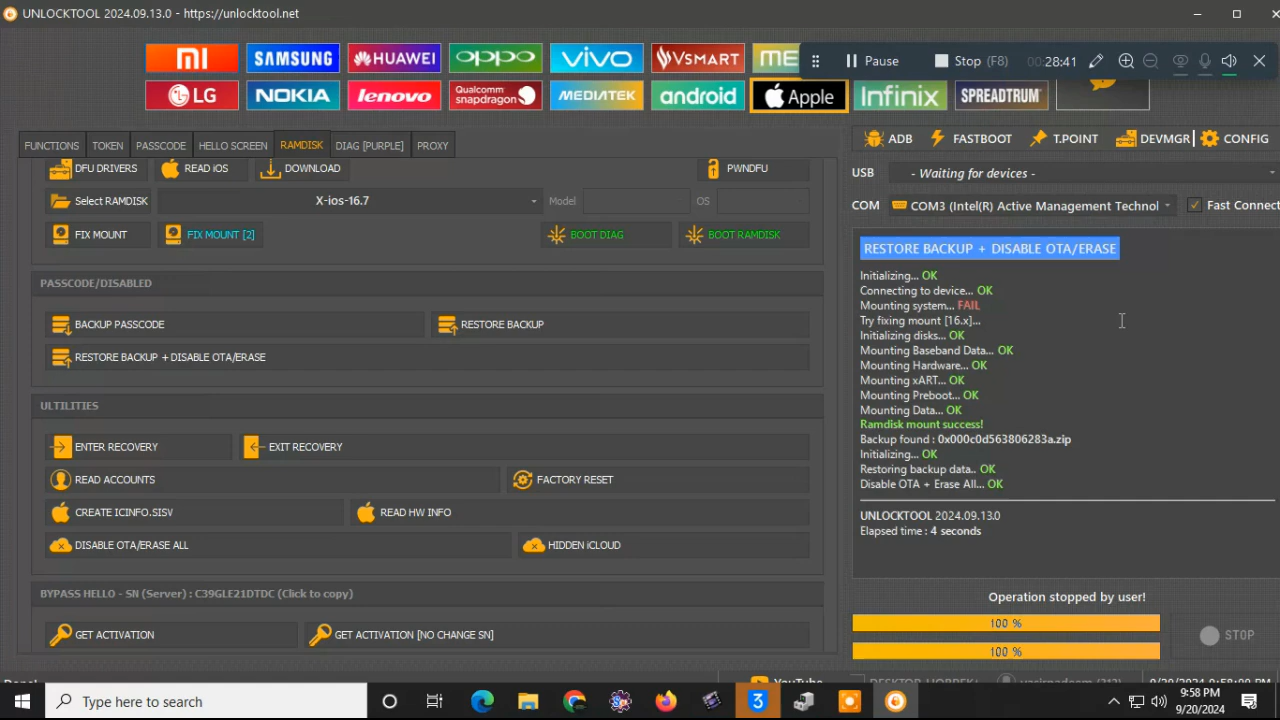 UNLOCKTOOL 2024.09.13.0 - https://unlocktool.net
mi SAMSUNG HUAWEI oppo vivo VSMART ME
Pause Stop (F8) 00:28:41
LG NOKIA lenovo Qualcomm snapdragon MEDIATEK android Apple Infinix SPREADTRUM
FUNCTIONS TOKEN PASSCODE HELLO SCREEN RAMDISK DIAG [PURPLE] PROXY
ADB FASTBOOT T.POINT DEVMGR CONFIG
DFU DRIVERS READ iOS DOWNLOAD PWNDFU
USB - Waiting for devices -
Select RAMDISK X-ios-16.7 Model OS
COM COM3 (Intel(R) Active Management Technol Fast Connect
FIX MOUNT FIX MOUNT [2] BOOT DIAG BOOT RAMDISK
PASSCODE/DISABLED
BACKUP PASSCODE RESTORE BACKUP
RESTORE BACKUP + DISABLE OTA/ERASE
ULTILITIES
ENTER RECOVERY EXIT RECOVERY
READ ACCOUNTS FACTORY RESET
CREATE ICINFO.SISV READ HW INFO
DISABLE OTA/ERASE ALL HIDDEN iCLOUD
BYPASS HELLO - SN (Server) : C39GLE21DTDC (Click to copy)
GET ACTIVATION GET ACTIVATION [NO CHANGE SN]
RESTORE BACKUP + DISABLE OTA/ERASE
Initializing... OK
Connecting to device... OK
Mounting system... FAIL
Try fixing mount [16.x]...
Initializing disks... OK
Mounting Baseband Data... OK
Mounting Hardware... OK
Mounting xART... OK
Mounting Preboot... OK
Mounting Data... OK
Ramdisk mount success!
Backup found : 0x000c0d563806283a.zip
Initializing... OK
Restoring backup data.. OK
Disable OTA + Erase All... OK
UNLOCKTOOL 2024.09.13.0
Elapsed time : 4 seconds
Operation stopped by user!
100 %
100 %
STOP
YouTube
Type here to search
3
9:58 PM
9/20/2024